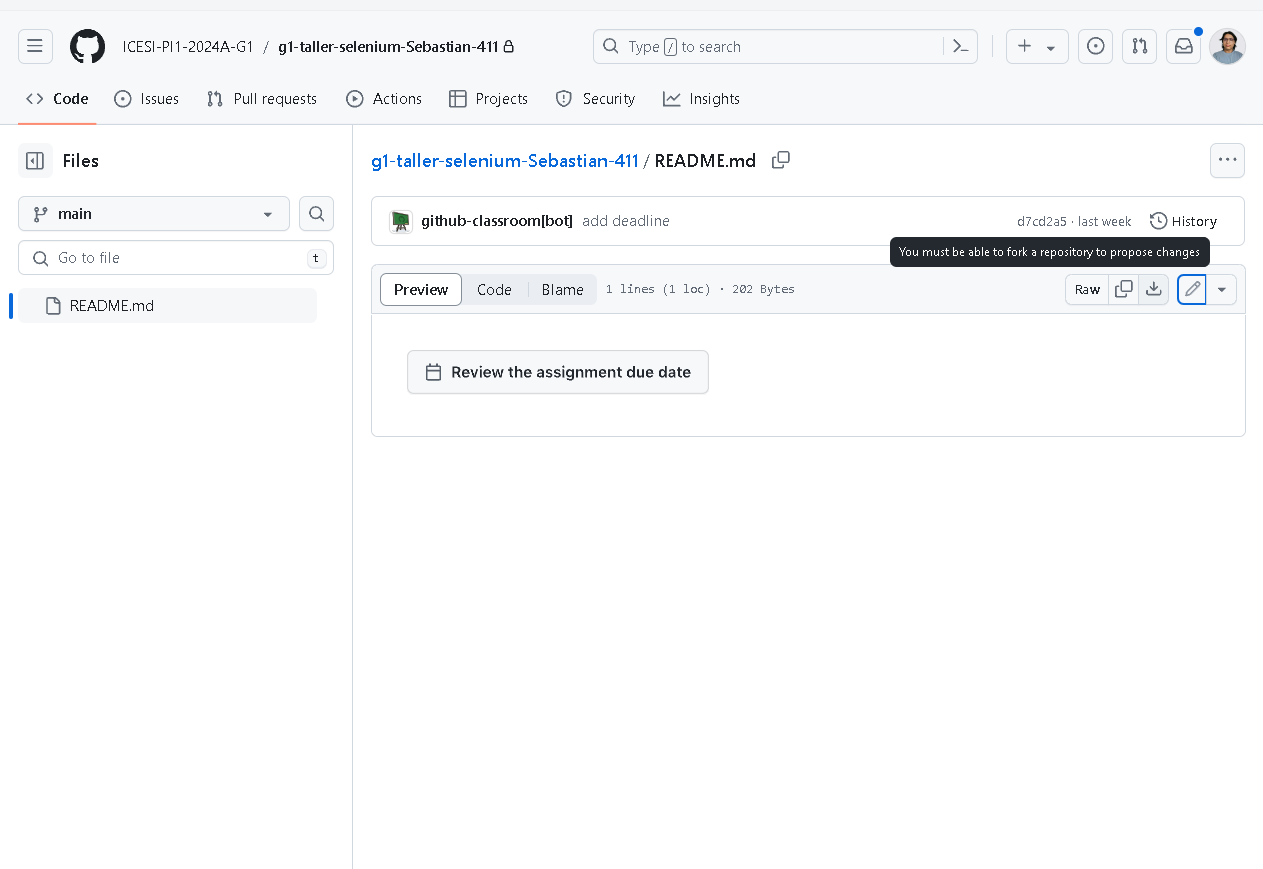 ICESI-PI1-2024A-G1 / g1-taller-selenium-Sebastian-411 Type / to search
Code Issues Pull requests Actions Projects Security Insights
Files
main
Go to file t
README.md
g1-taller-selenium-Sebastian-411 / README.md
github-classroom[bot] add deadline d7cd2a5 · last week History
You must be able to fork a repository to propose changes
Preview Code Blame 1 lines (1 loc) · 202 Bytes Raw
Review the assignment due date